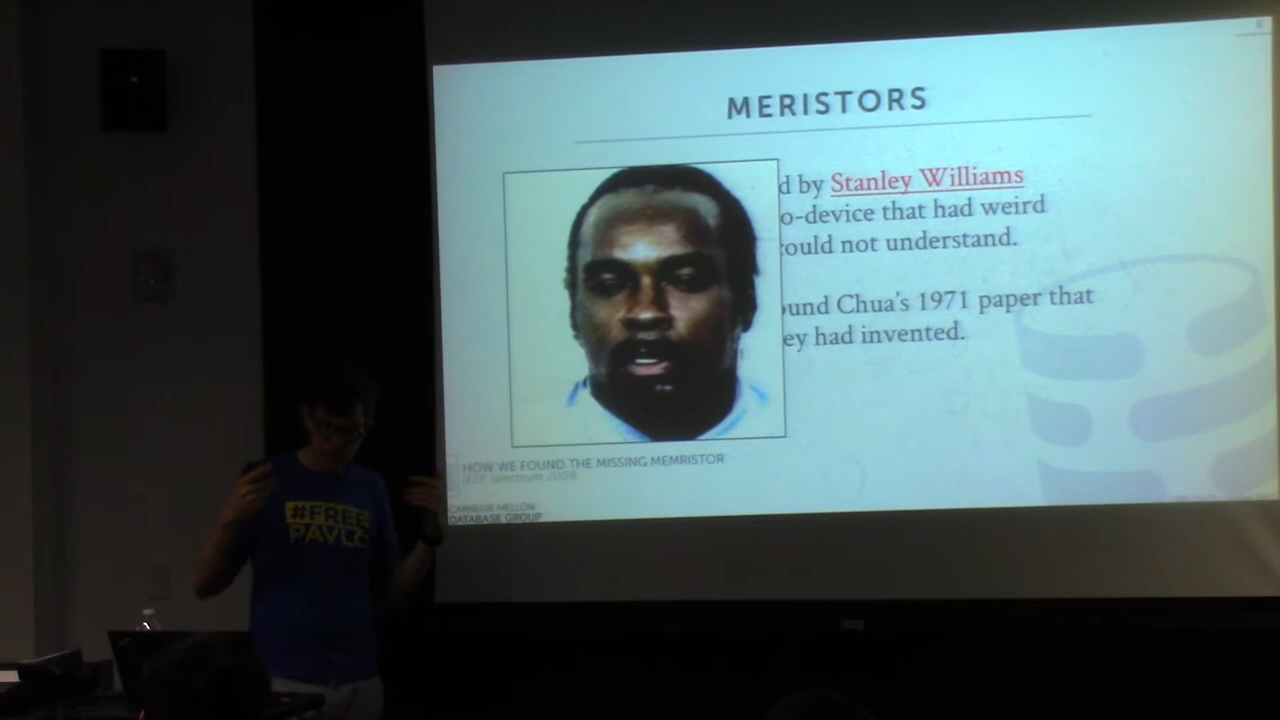 MERISTORS
d by Stanley Williams
o-device that had weird
ould not understand.
und Chua's 1971 paper that
ey had invented.
HOW WE FOUND THE MISSING MEMRISTOR
IEEE Spectrum 2008
CARNEGIE MELLON
DATABASE GROUP
#FREE
PAVLO